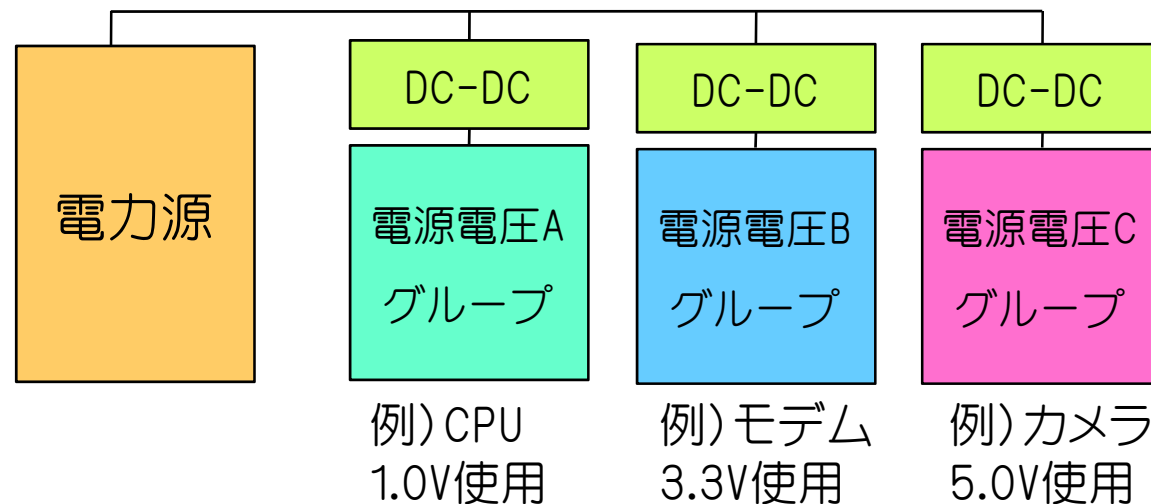 電力源
DC-DC
電源電圧A
グループ
例)CPU
1.0V使用
DC-DC
電源電圧B
グループ
例)モデム
3.3V使用
DC-DC
電源電圧C
グループ
例)カメラ
5.0V使用